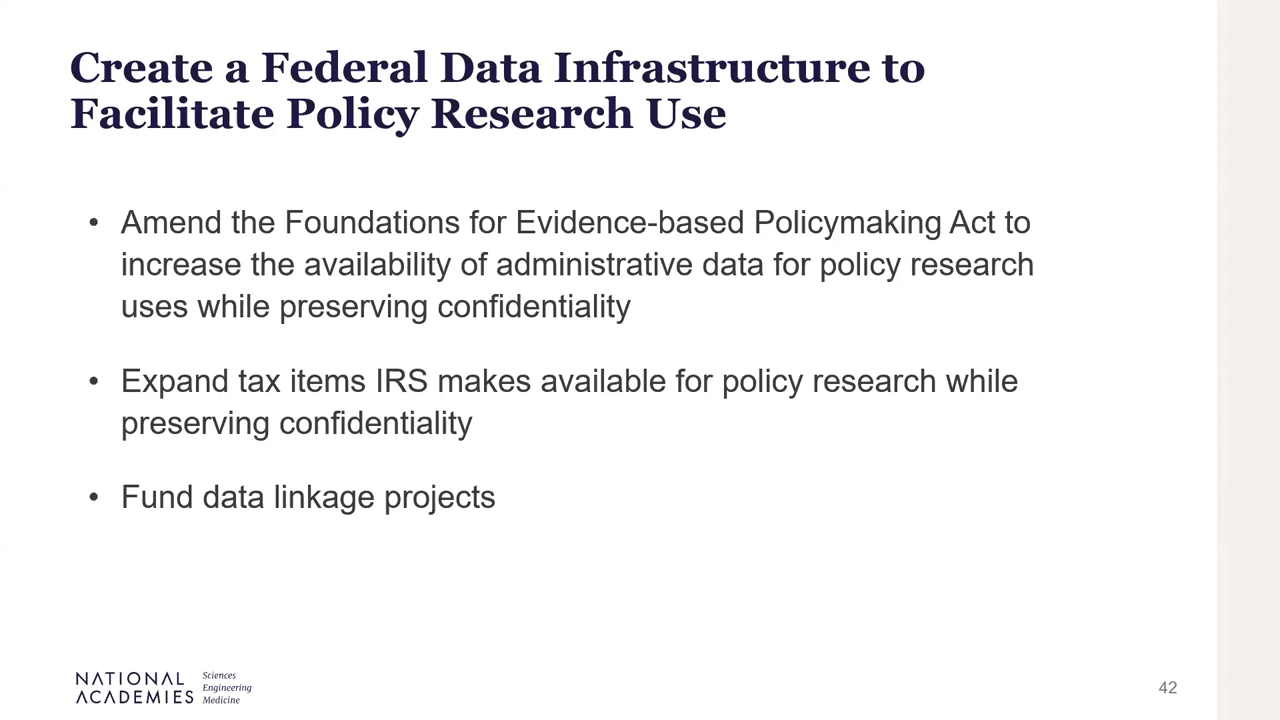 Create a Federal Data Infrastructure to
Facilitate Policy Research Use
• Amend the Foundations for Evidence-based Policymaking Act to
increase the availability of administrative data for policy research
uses while preserving confidentiality
• Expand tax items IRS makes available for policy research while
preserving confidentiality
• Fund data linkage projects
NATIONAL ACADEMIES
Sciences
Engineering
Medicine
42